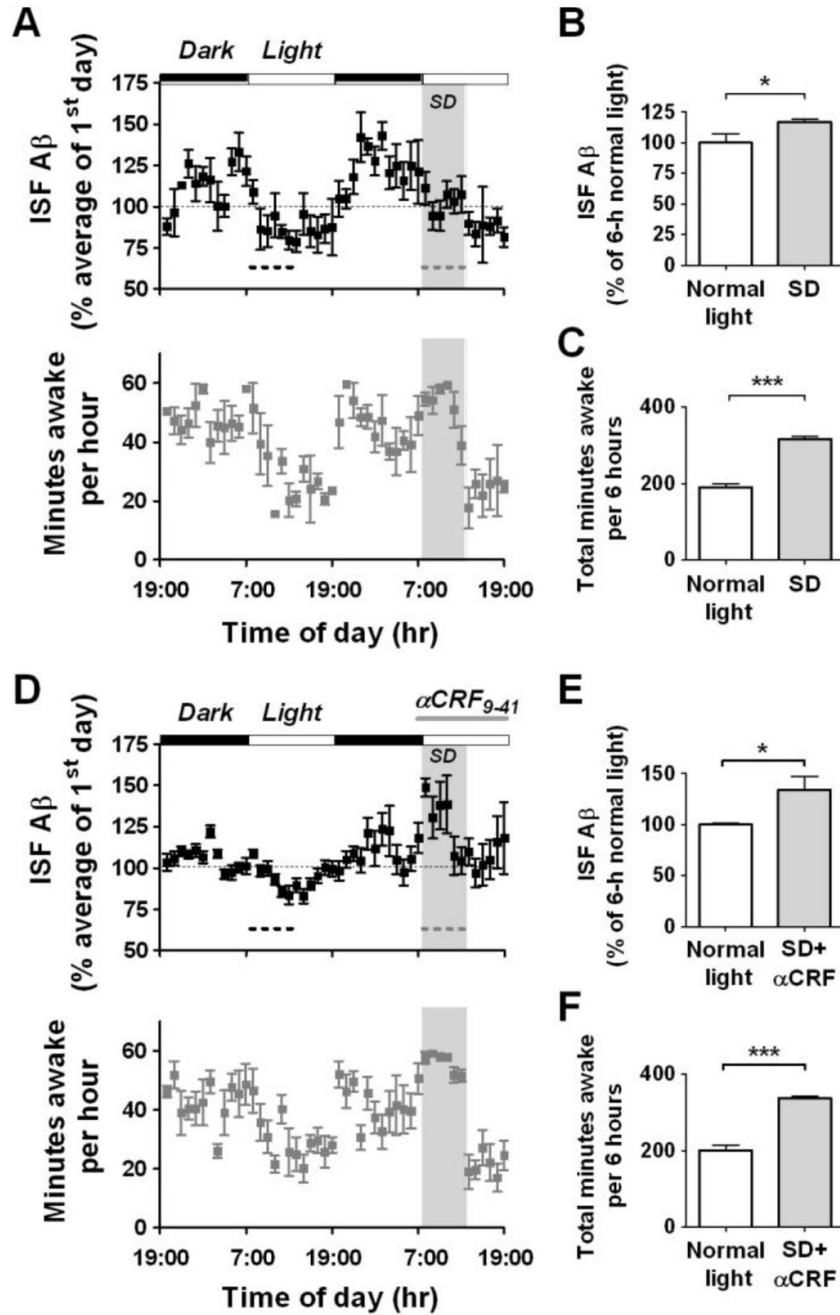 A
Dark Light
SD
ISF Aβ
(% average of 1st day)
175
150
125
100
75
50
Minutes awake
per hour
60
40
20
0
19:00 7:00 19:00 7:00 19:00
Time of day (hr)
B
*
ISF Aβ
(% of 6-h normal light)
125
100
75
50
25
0
Normal
light
SD
C
***
Total minutes awake
per 6 hours
400
200
0
Normal
light
SD
D
αCRF9-41
Dark Light
SD
ISF Aβ
(% average of 1st day)
175
150
125
100
75
50
Minutes awake
per hour
60
40
20
0
19:00 7:00 19:00 7:00 19:00
Time of day (hr)
E
*
ISF Aβ
(% of 6-h normal light)
150
100
50
0
Normal
light
SD+
αCRF
F
***
Total minutes awake
per 6 hours
400
200
0
Normal
light
SD+
αCRF